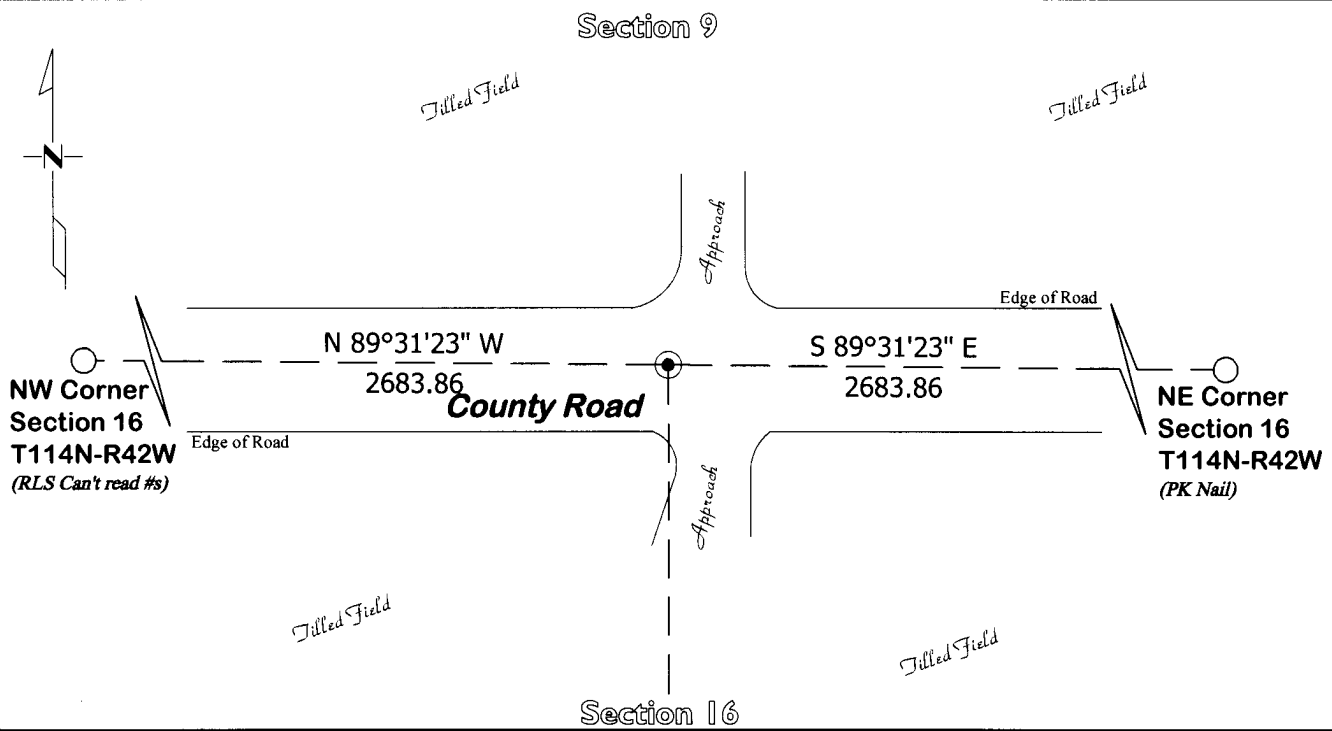 Section 9
Tilled Field
Tilled Field
N
Approach
Edge of Road
N 89°31'23" W
2683.86
S 89°31'23" E
2683.86
County Road
NW Corner
Section 16
T114N-R42W
(RLS Can't read #s)
NE Corner
Section 16
T114N-R42W
(PK Nail)
Edge of Road
Approach
Tilled Field
Tilled Field
Section 16